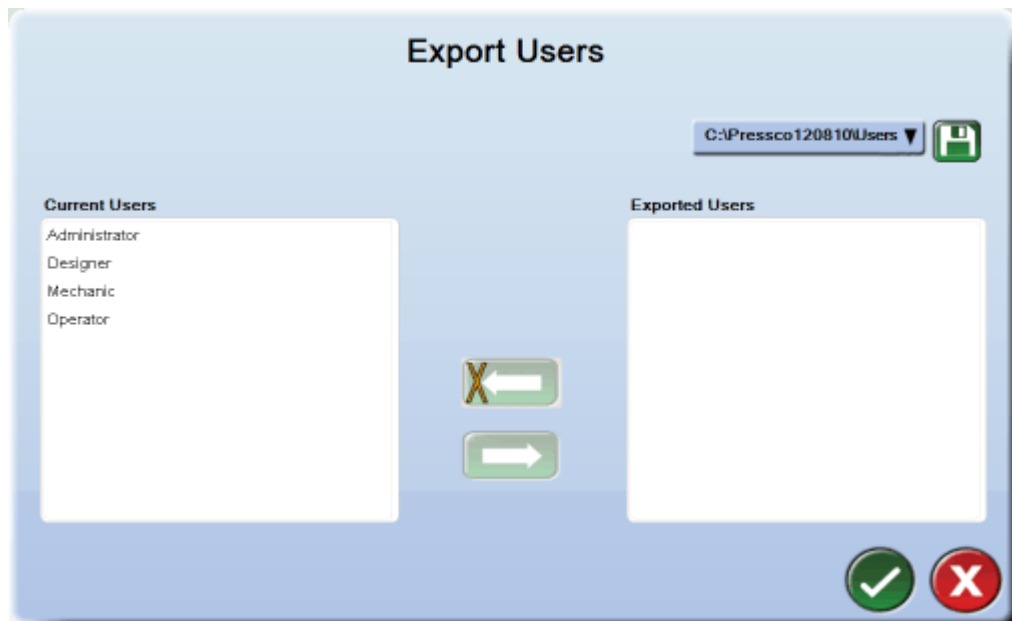 Export Users
C:\Pressco120810\Users
Current Users
Exported Users
Administrator
Designer
Mechanic
Operator
X